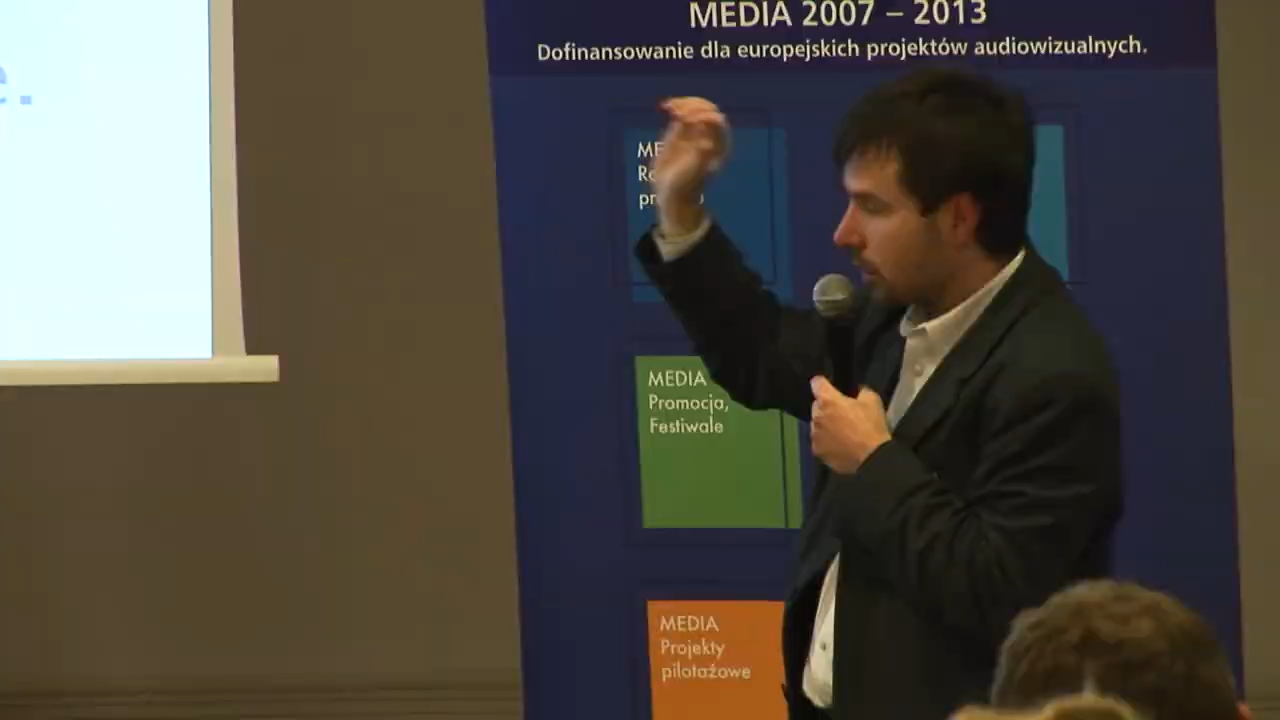 e.
MEDIA 2007 – 2013
Dofinansowanie dla europejskich projektów audiowizualnych.
MEDIA
Promocja,
Festiwale
MEDIA
Projekty
pilotażowe